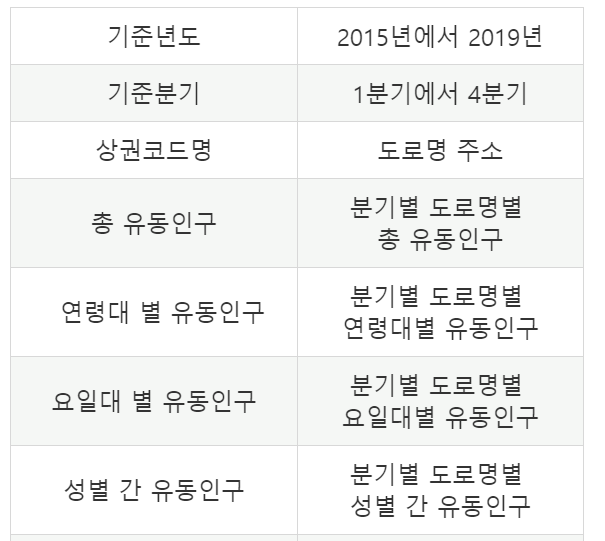 기준년도
2015년에서 2019년
기준분기
1분기에서 4분기
상권코드명
도로명 주소
총 유동인구
분기별 도로명별
총 유동인구
연령대 별 유동인구
분기별 도로명별
연령대별 유동인구
요일대 별 유동인구
분기별 도로명별
요일대별 유동인구
성별 간 유동인구
분기별 도로명별
성별 간 유동인구